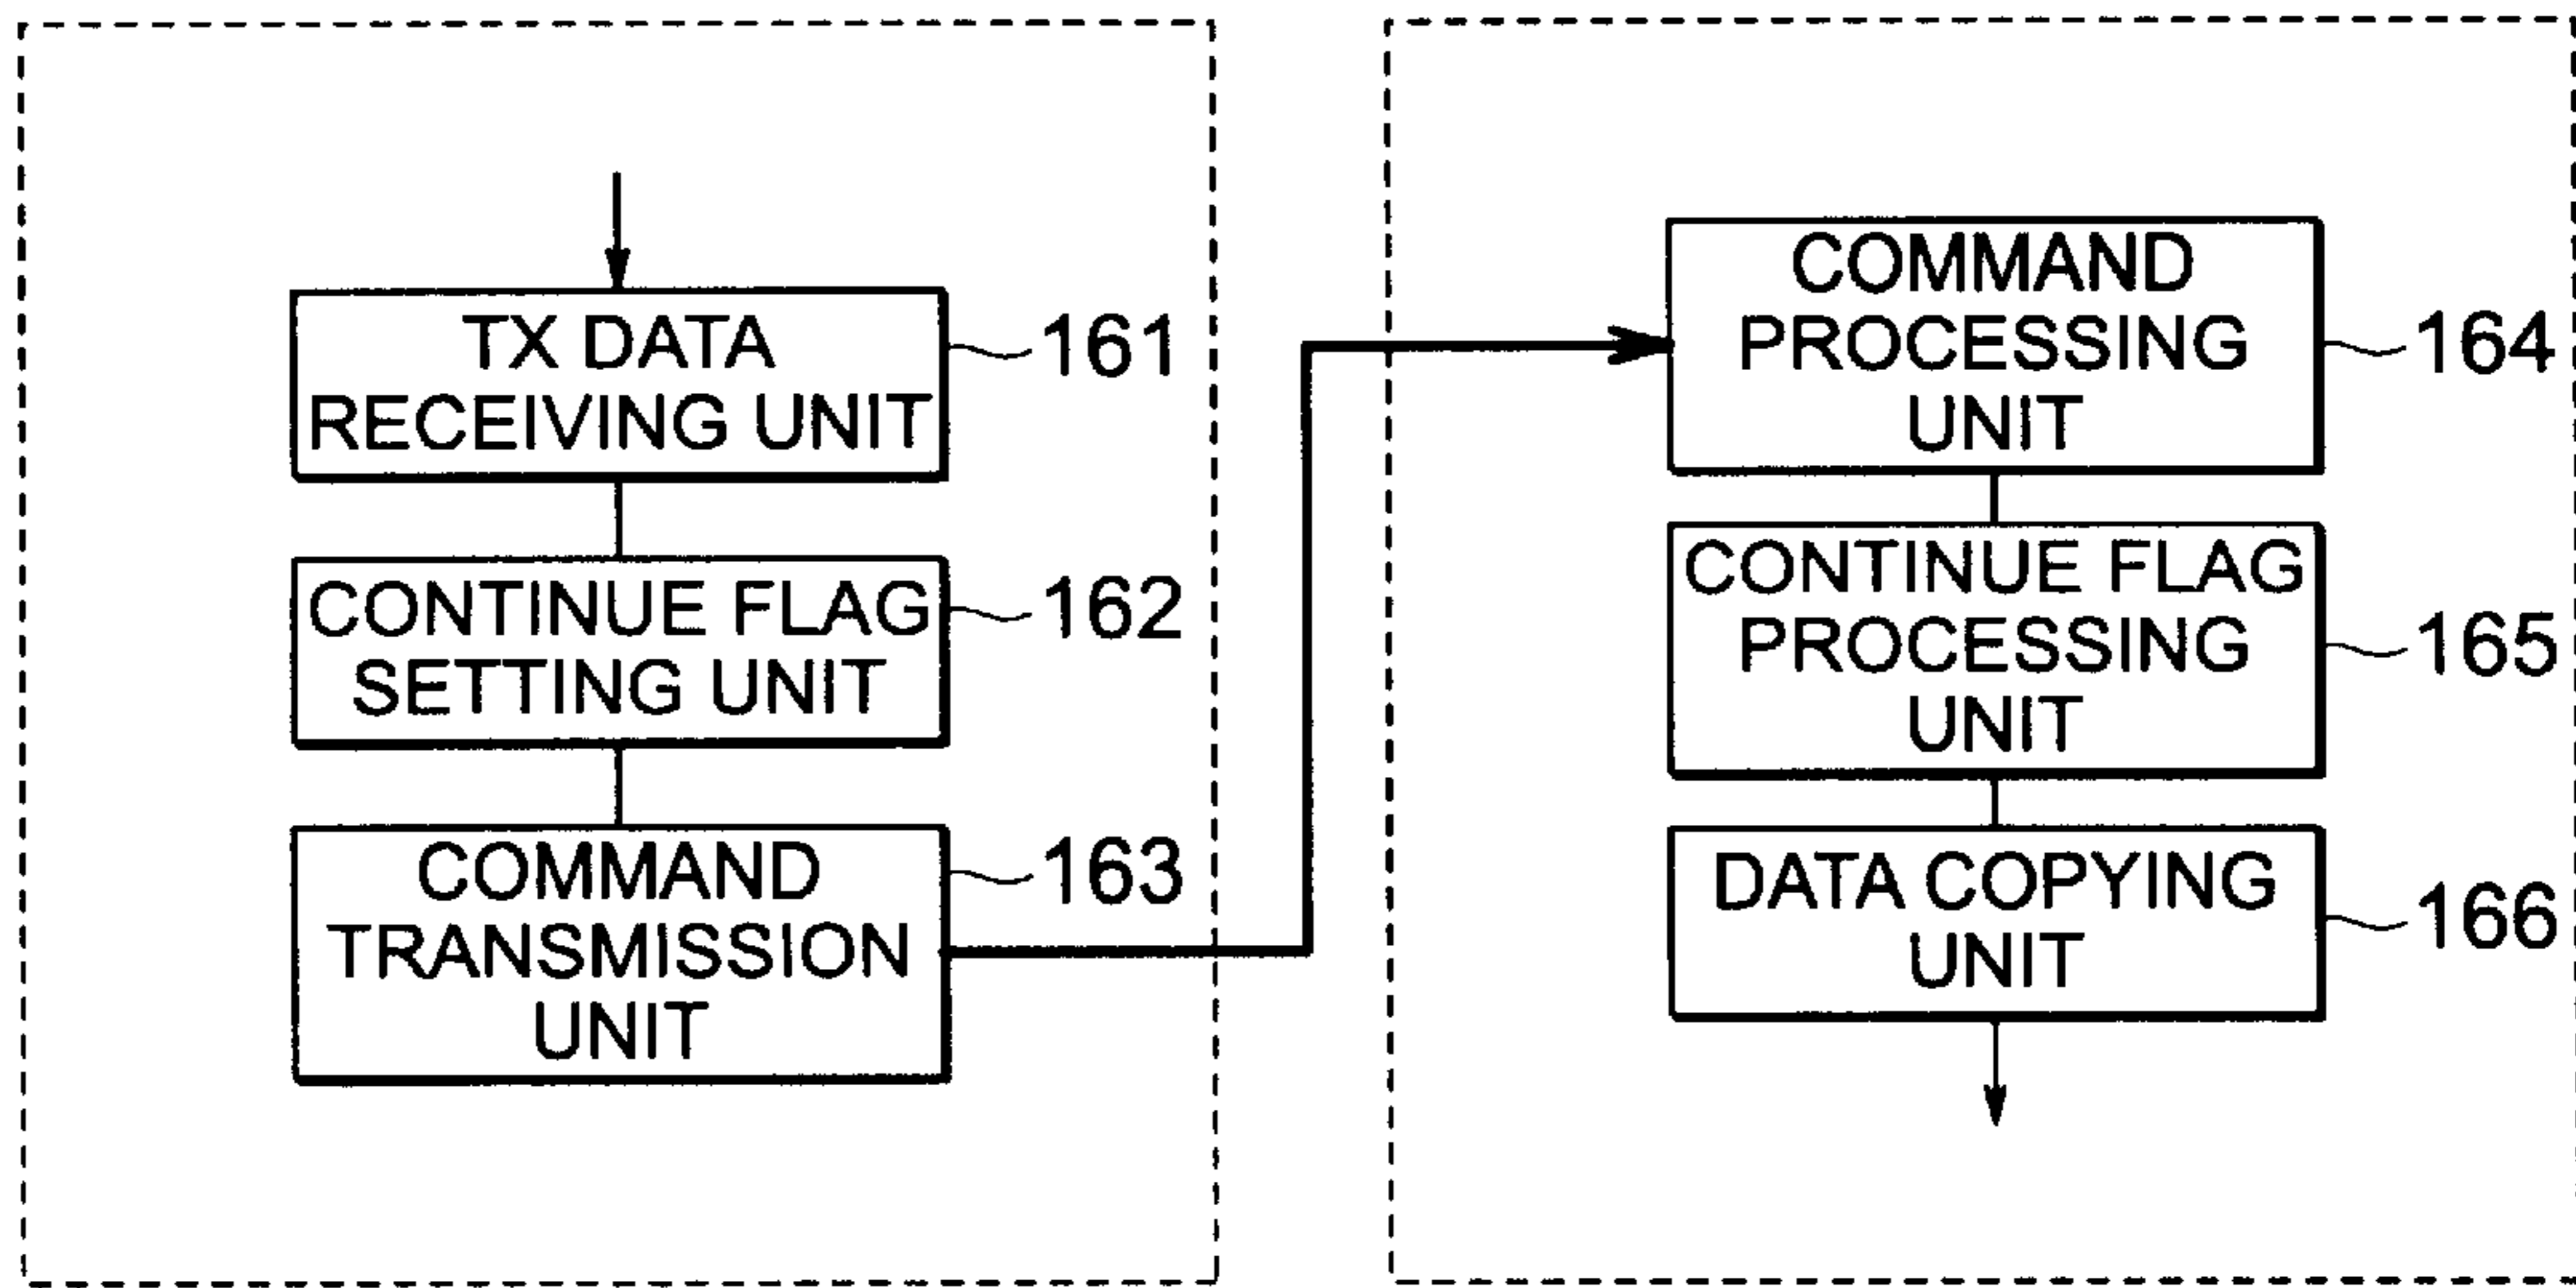 TX DATA
RECEIVING UNIT
161
CONTINUE FLAG
SETTING UNIT
162
COMMAND
TRANSMISSION
UNIT
163
COMMAND
PROCESSING
UNIT
164
CONTINUE FLAG
PROCESSING
UNIT
165
DATA COPYING
UNIT
166